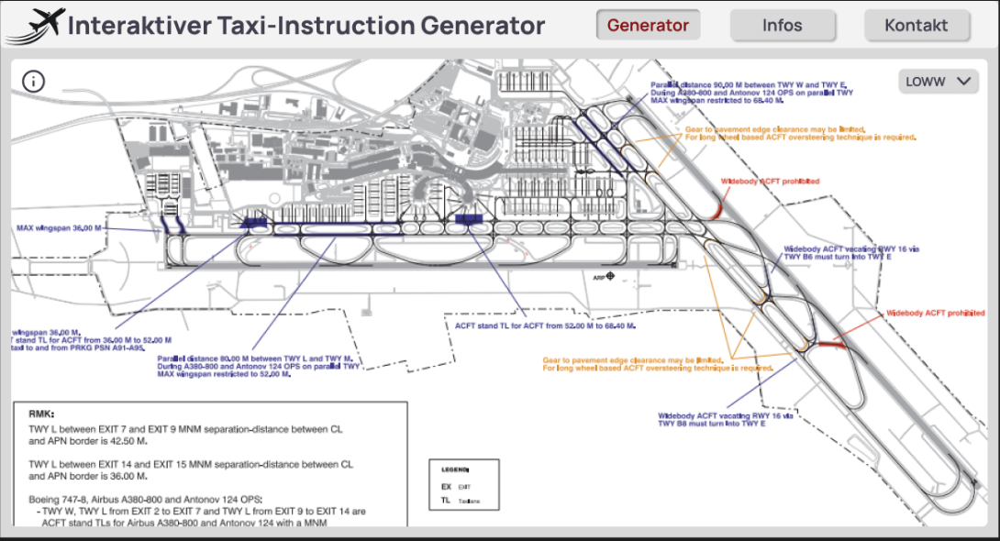 Interaktiver Taxi-Instruction Generator
Generator
Infos
Kontakt
LOWW
Parallel distance 90.00 M between TWY W and TWY E.
During A380-800 and Antonov 124 OPS on parallel TWY
MAX wingspan restricted to 68.40 M.
Gear to pavement edge clearance may be limited.
For long wheel based ACFT oversteering technique is required.
Widebody ACFT prohibited
MAX wingspan 36.00 M
Widebody ACFT vacating RWY 16 via
TWY B6 must turn into TWY E
ARP
Widebody ACFT prohibited
ACFT stand TL for ACFT from 52.00 M to 68.40 M.
wingspan 36.00 M.
T stand TL for ACFT from 36.00 M to 52.00 M
taxi to and from PRKG PSN A91-A95.
Parallel distance 80.00 M between TWY L and TWY M.
During A380-800 and Antonov 124 OPS on parallel TWY
MAX wingspan restricted to 52.00 M.
Gear to pavement edge clearance may be limited.
For long wheel based ACFT oversteering technique is required.
Widebody ACFT vacating RWY 16 via
TWY B8 must turn into TWY E
RMK:
TWY L between EXIT 7 and EXIT 9 MNM separation-distance between CL
and APN border is 42.50 M.
TWY L between EXIT 14 and EXIT 15 MNM separation-distance between CL
and APN border is 36.00 M.
Boeing 747-8, Airbus A380-800 and Antonov 124 OPS:
- TWY W, TWY L from EXIT 2 to EXIT 7 and TWY L from EXIT 9 to EXIT 14 are
ACFT stand TLs for Airbus A380-800 and Antonov 124 with a MNM
LEGEND:
EX EXIT
TL Taxilane